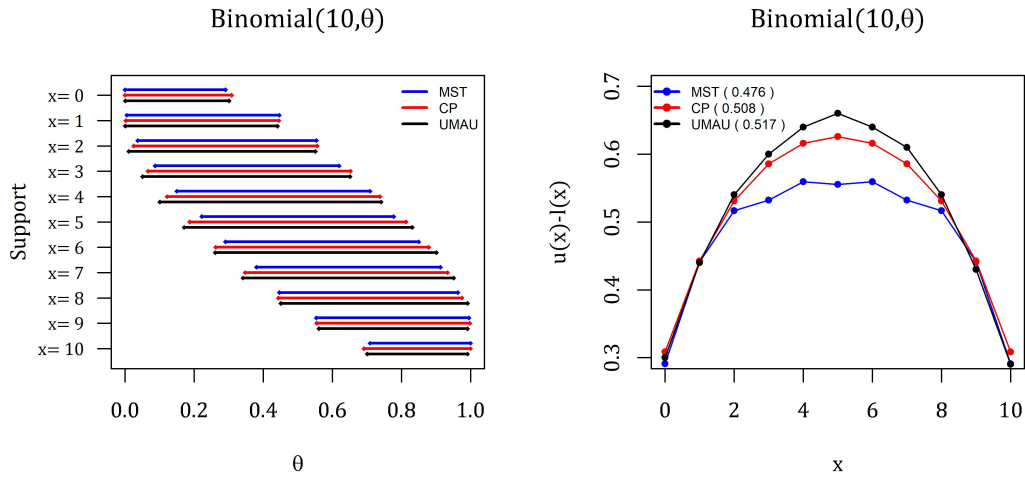 Binomial(10,θ)
Support
x= 0
x= 1
x= 2
x= 3
x= 4
x= 5
x= 6
x= 7
x= 8
x= 9
x= 10
MST
CP
UMAU
0.0 0.2 0.4 0.6 0.8 1.0
θ
Binomial(10,θ)
u(x)-l(x)
0.7
0.6
0.5
0.4
0.3
MST ( 0.476 )
CP ( 0.508 )
UMAU ( 0.517 )
0 2 4 6 8 10
x